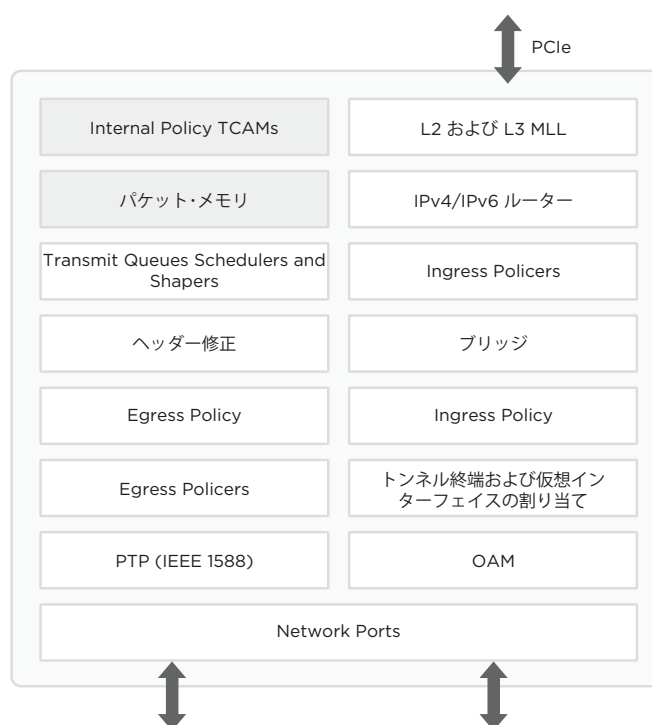 PCIe
Internal Policy TCAMs
L2 および L3 MLL
パケット・メモリ
IPv4/IPv6 ルーター
Transmit Queues Schedulers and
Shapers
Ingress Policers
ヘッダー修正
ブリッジ
Egress Policy
Ingress Policy
Egress Policers
トンネル終端および仮想イン
ターフェイスの割り当て
PTP (IEEE 1588)
OAM
Network Ports